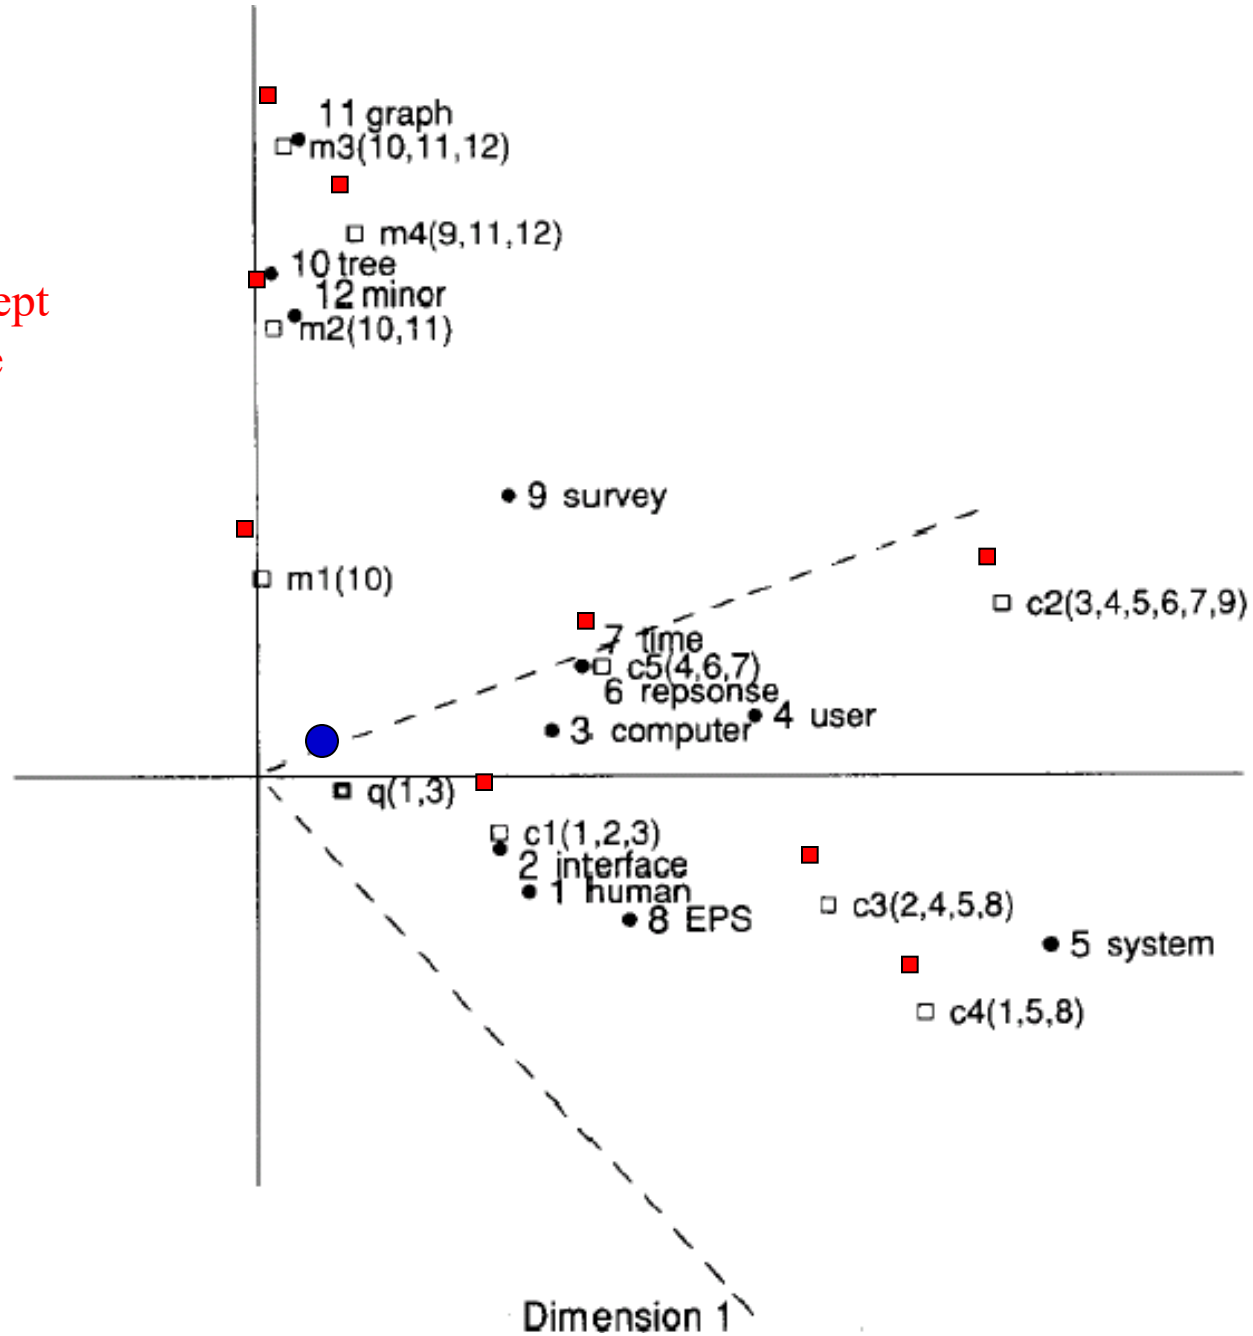 11 graph
m3(10,11,12)
m4(9,11,12)
10 tree
12 minor
m2(10,11)
ept
e
9 survey
m1(10)
c2(3,4,5,6,7,9)
7 time
c5(4,6,7)
6 repsonse
4 user
3 computer
q(1,3)
c1(1,2,3)
2 interface
1 human
8 EPS
c3(2,4,5,8)
5 system
c4(1,5,8)
Dimension 1